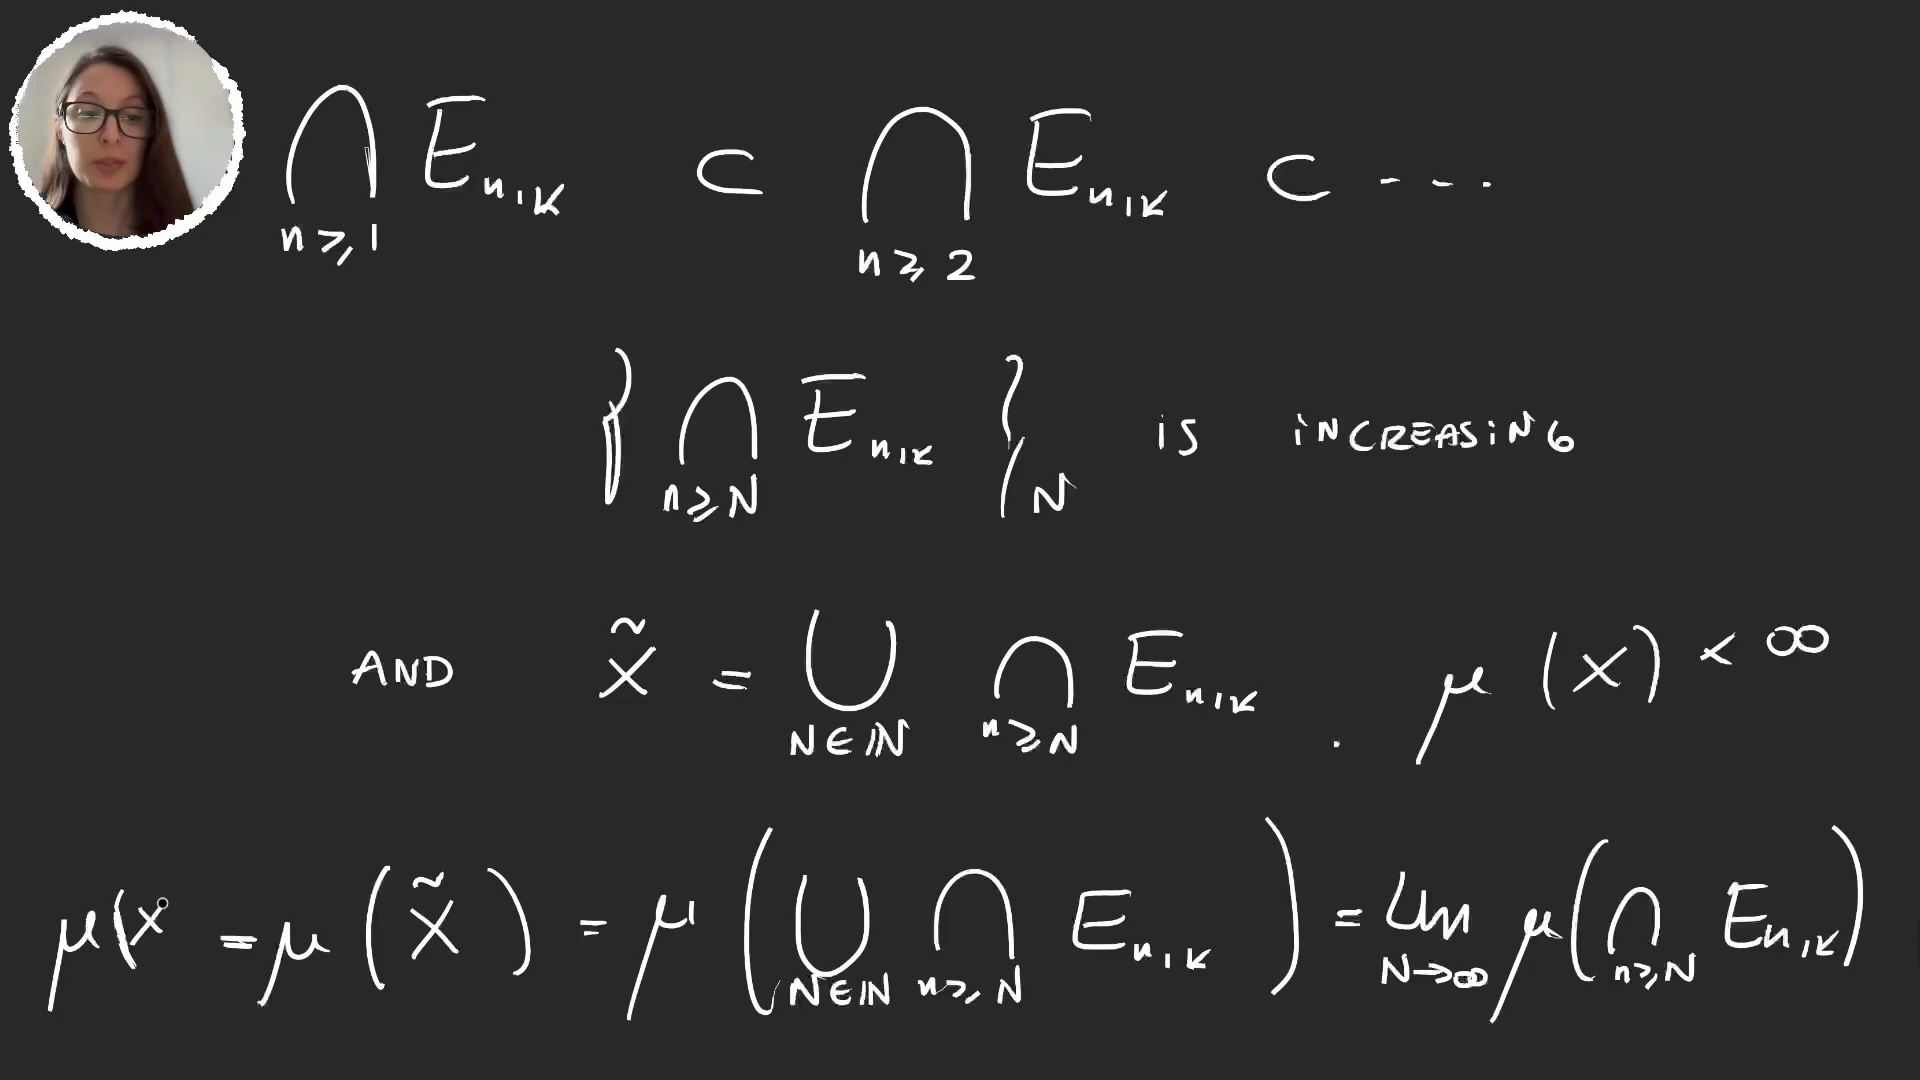 ⋂_{n≥1} E_{n,k} ⊂ ⋂_{n≥2} E_{n,k} ⊂ ---
{⋂_{n≥N} E_{n,k}}_N is INCREASING
AND X̃ = ⋃_{N∈ℕ} ⋂_{n≥N} E_{n,k} . μ(X) < ∞
μ(X = μ(X̃) = μ(⋃_{N∈ℕ} ⋂_{n≥N} E_{n,k}) = Lim_{N→∞} μ(⋂_{n≥N} E_{n,k})